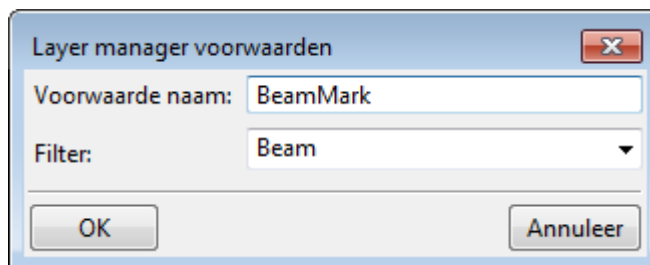 Layer manager voorwaarden
Voorwaarde naam: BeamMark
Filter: Beam
OK Annuleer